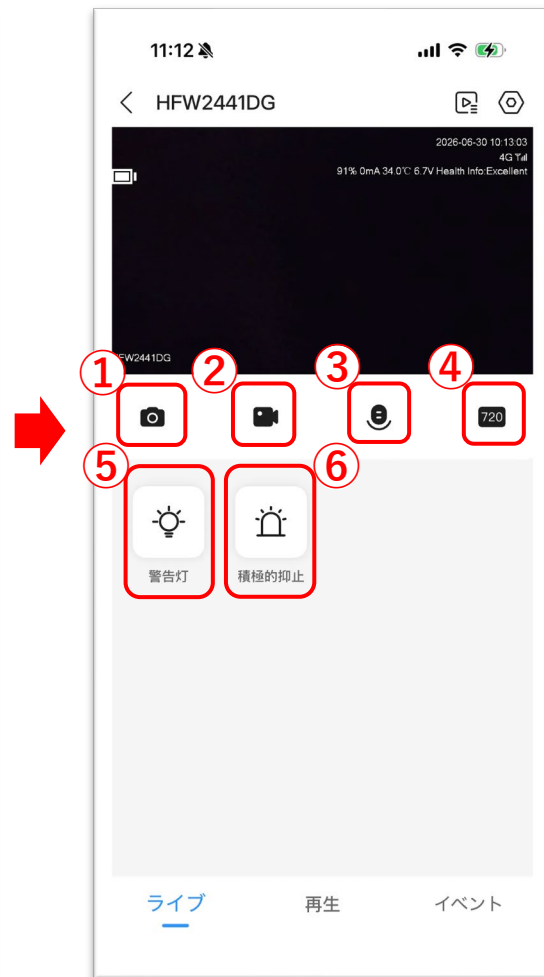 11:12
HFW2441DG
2026-06-30 10:13:03
4G
91% 0mA 34.0℃ 6.7V Health Info:Excellent
HFW2441DG
① ② ③ ④
720
⑤ ⑥
警告灯 積極的抑止
ライブ 再生 イベント